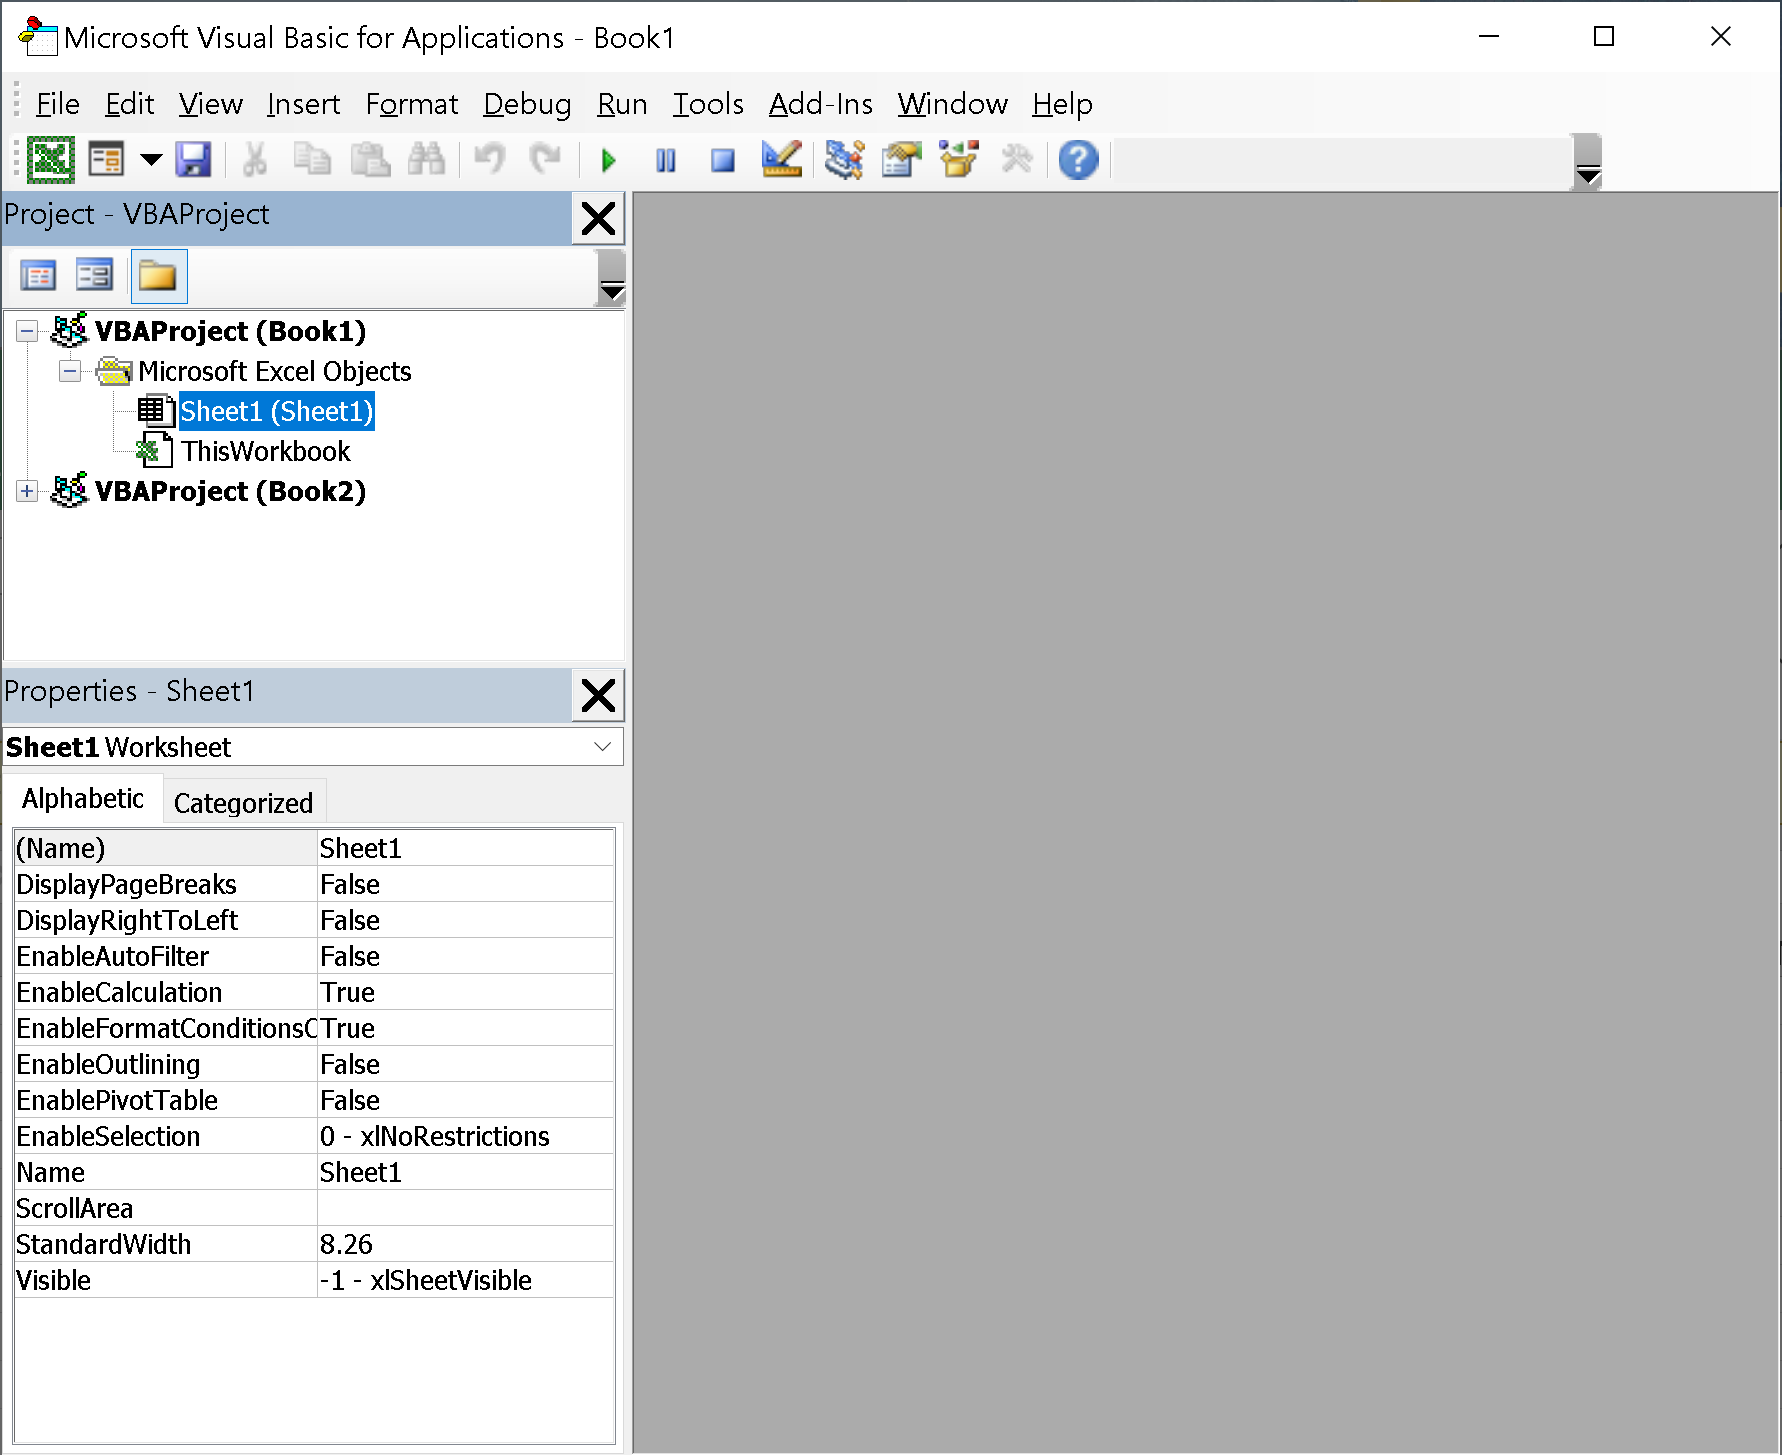 Microsoft Visual Basic for Applications - Book1
File Edit View Insert Format Debug Run Tools Add-Ins Window Help
Project - VBAProject
VBAProject (Book1)
Microsoft Excel Objects
Sheet1 (Sheet1)
ThisWorkbook
VBAProject (Book2)
Properties - Sheet1
Sheet1 Worksheet
Alphabetic Categorized
(Name) Sheet1
DisplayPageBreaks False
DisplayRightToLeft False
EnableAutoFilter False
EnableCalculation True
EnableFormatConditionsC True
EnableOutlining False
EnablePivotTable False
EnableSelection 0 - xlNoRestrictions
Name Sheet1
ScrollArea
StandardWidth 8.26
Visible -1 - xlSheetVisible